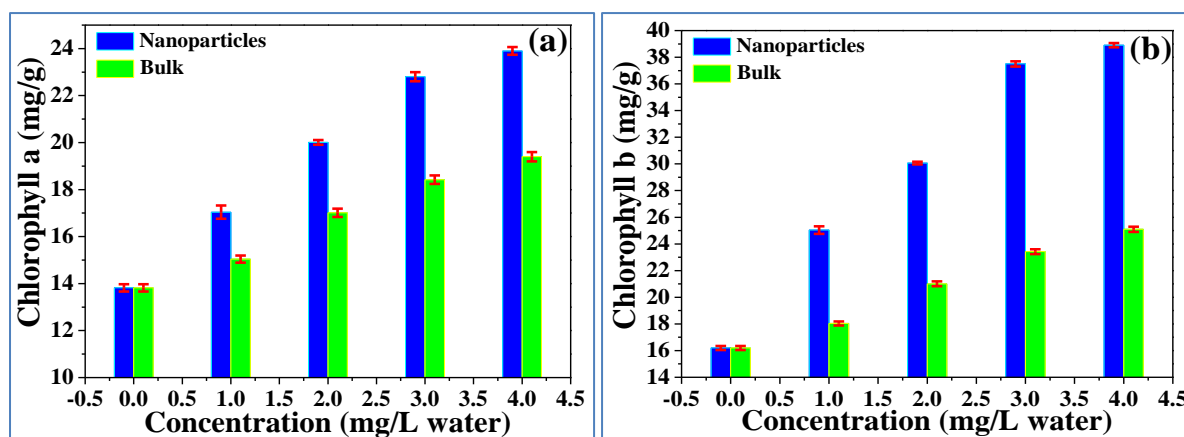 (a)
Nanoparticles
Bulk
Chlorophyll a (mg/g)
24
22
20
18
16
14
12
10
-0.5 0.0 0.5 1.0 1.5 2.0 2.5 3.0 3.5 4.0 4.5
Concentration (mg/L water)
(b)
Nanoparticles
Bulk
Chlorophyll b (mg/g)
40
38
36
34
32
30
28
26
24
22
20
18
16
14
-0.5 0.0 0.5 1.0 1.5 2.0 2.5 3.0 3.5 4.0 4.5
Concentration (mg/L water)